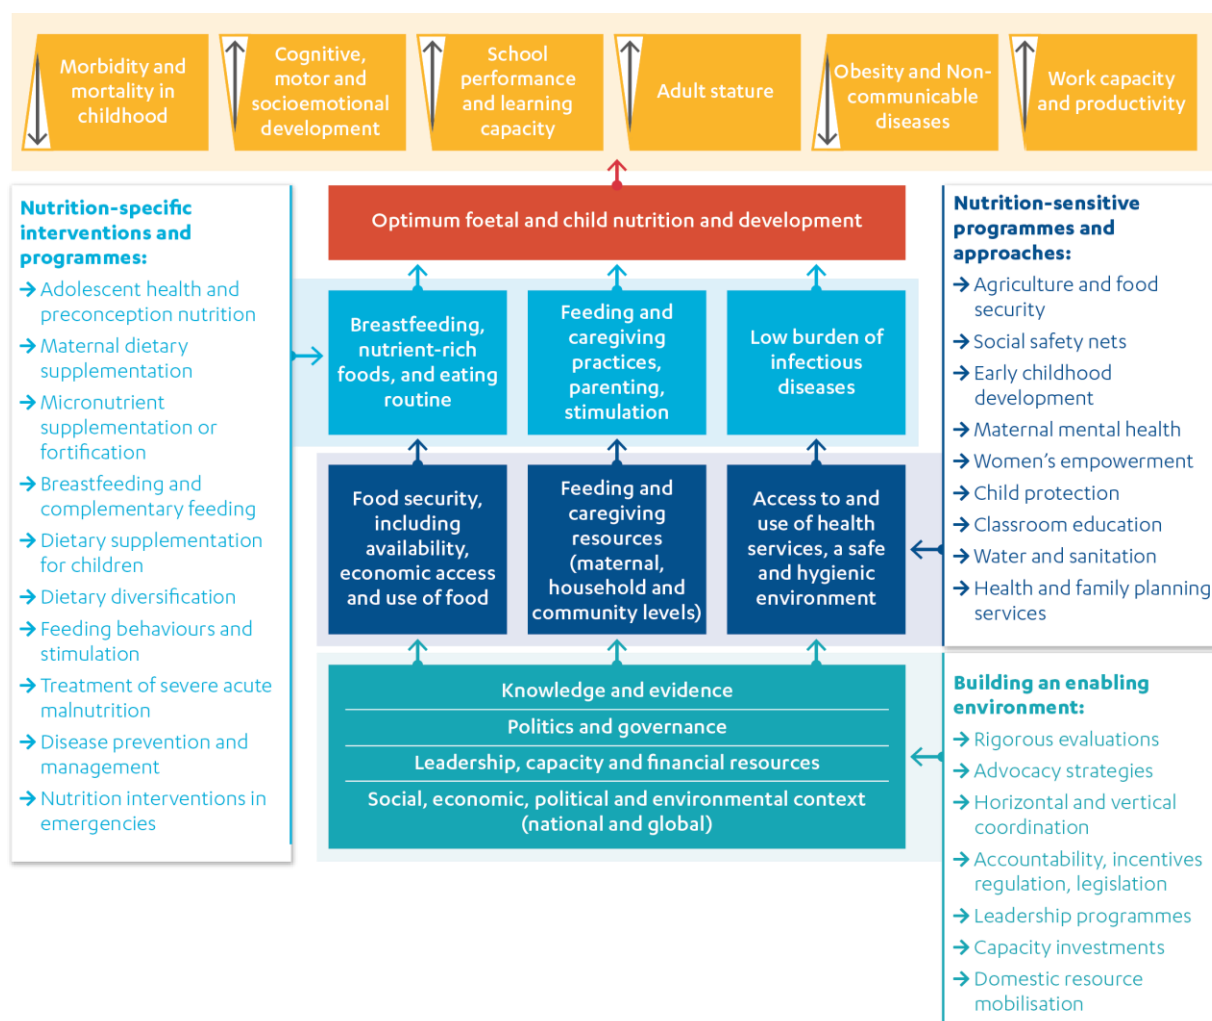 Morbidity and
mortality in
childhood
Cognitive,
motor and
socioemotional
development
School
performance
and learning
capacity
Adult stature
Obesity and Non-
communicable
diseases
Work capacity
and productivity
Nutrition-specific
interventions and
programmes:
→ Adolescent health and
preconception nutrition
→ Maternal dietary
supplementation
→ Micronutrient
supplementation or
fortification
→ Breastfeeding and
complementary feeding
→ Dietary supplementation
for children
→ Dietary diversification
→ Feeding behaviours and
stimulation
→ Treatment of severe acute
malnutrition
→ Disease prevention and
management
→ Nutrition interventions in
emergencies
Optimum foetal and child nutrition and development
Breastfeeding,
nutrient-rich
foods, and eating
routine
Feeding and
caregiving
practices,
parenting,
stimulation
Low burden of
infectious
diseases
Food security,
including
availability,
economic access
and use of food
Feeding and
caregiving
resources
(maternal,
household and
community levels)
Access to and
use of health
services, a safe
and hygienic
environment
Knowledge and evidence
Politics and governance
Leadership, capacity and financial resources
Social, economic, political and environmental context
(national and global)
Nutrition-sensitive
programmes and
approaches:
→ Agriculture and food
security
→ Social safety nets
→ Early childhood
development
→ Maternal mental health
→ Women's empowerment
→ Child protection
→ Classroom education
→ Water and sanitation
→ Health and family planning
services
Building an enabling
environment:
→ Rigorous evaluations
→ Advocacy strategies
→ Horizontal and vertical
coordination
→ Accountability, incentives
regulation, legislation
→ Leadership programmes
→ Capacity investments
→ Domestic resource
mobilisation